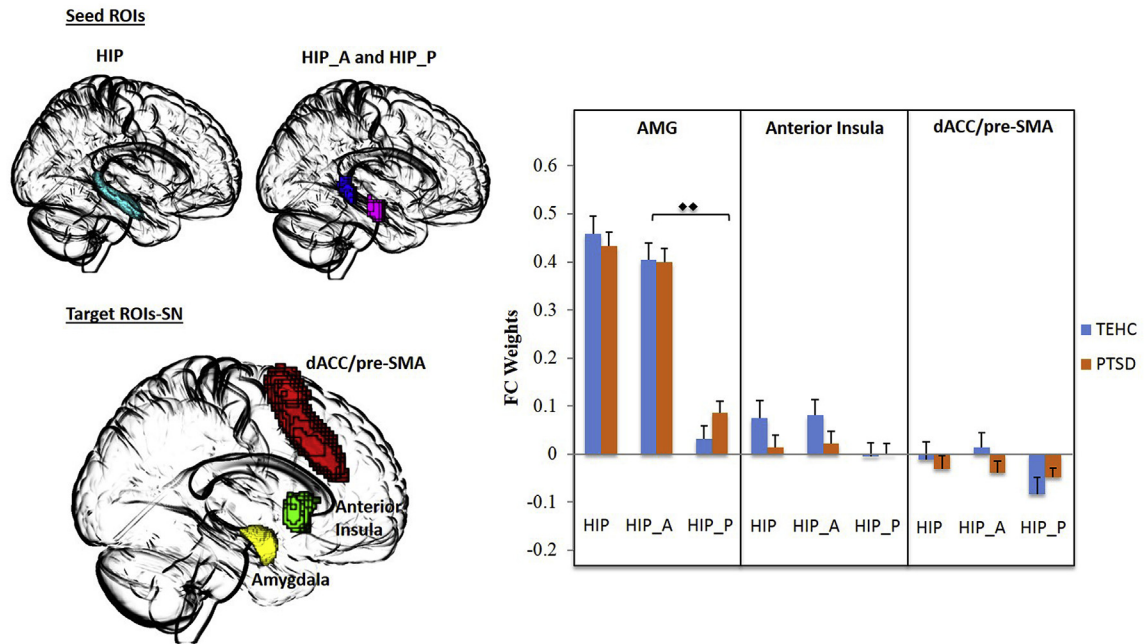 Seed ROIs
HIP
HIP_A and HIP_P
Target ROIs-SN
dACC/pre-SMA
Anterior
Insula
Amygdala
AMG
Anterior Insula
dACC/pre-SMA
FC Weights
0.6
0.5
0.4
0.3
0.2
0.1
0
-0.1
-0.2
HIP
HIP_A
HIP_P
HIP
HIP_A
HIP_P
HIP
HIP_A
HIP_P
TEHC
PTSD